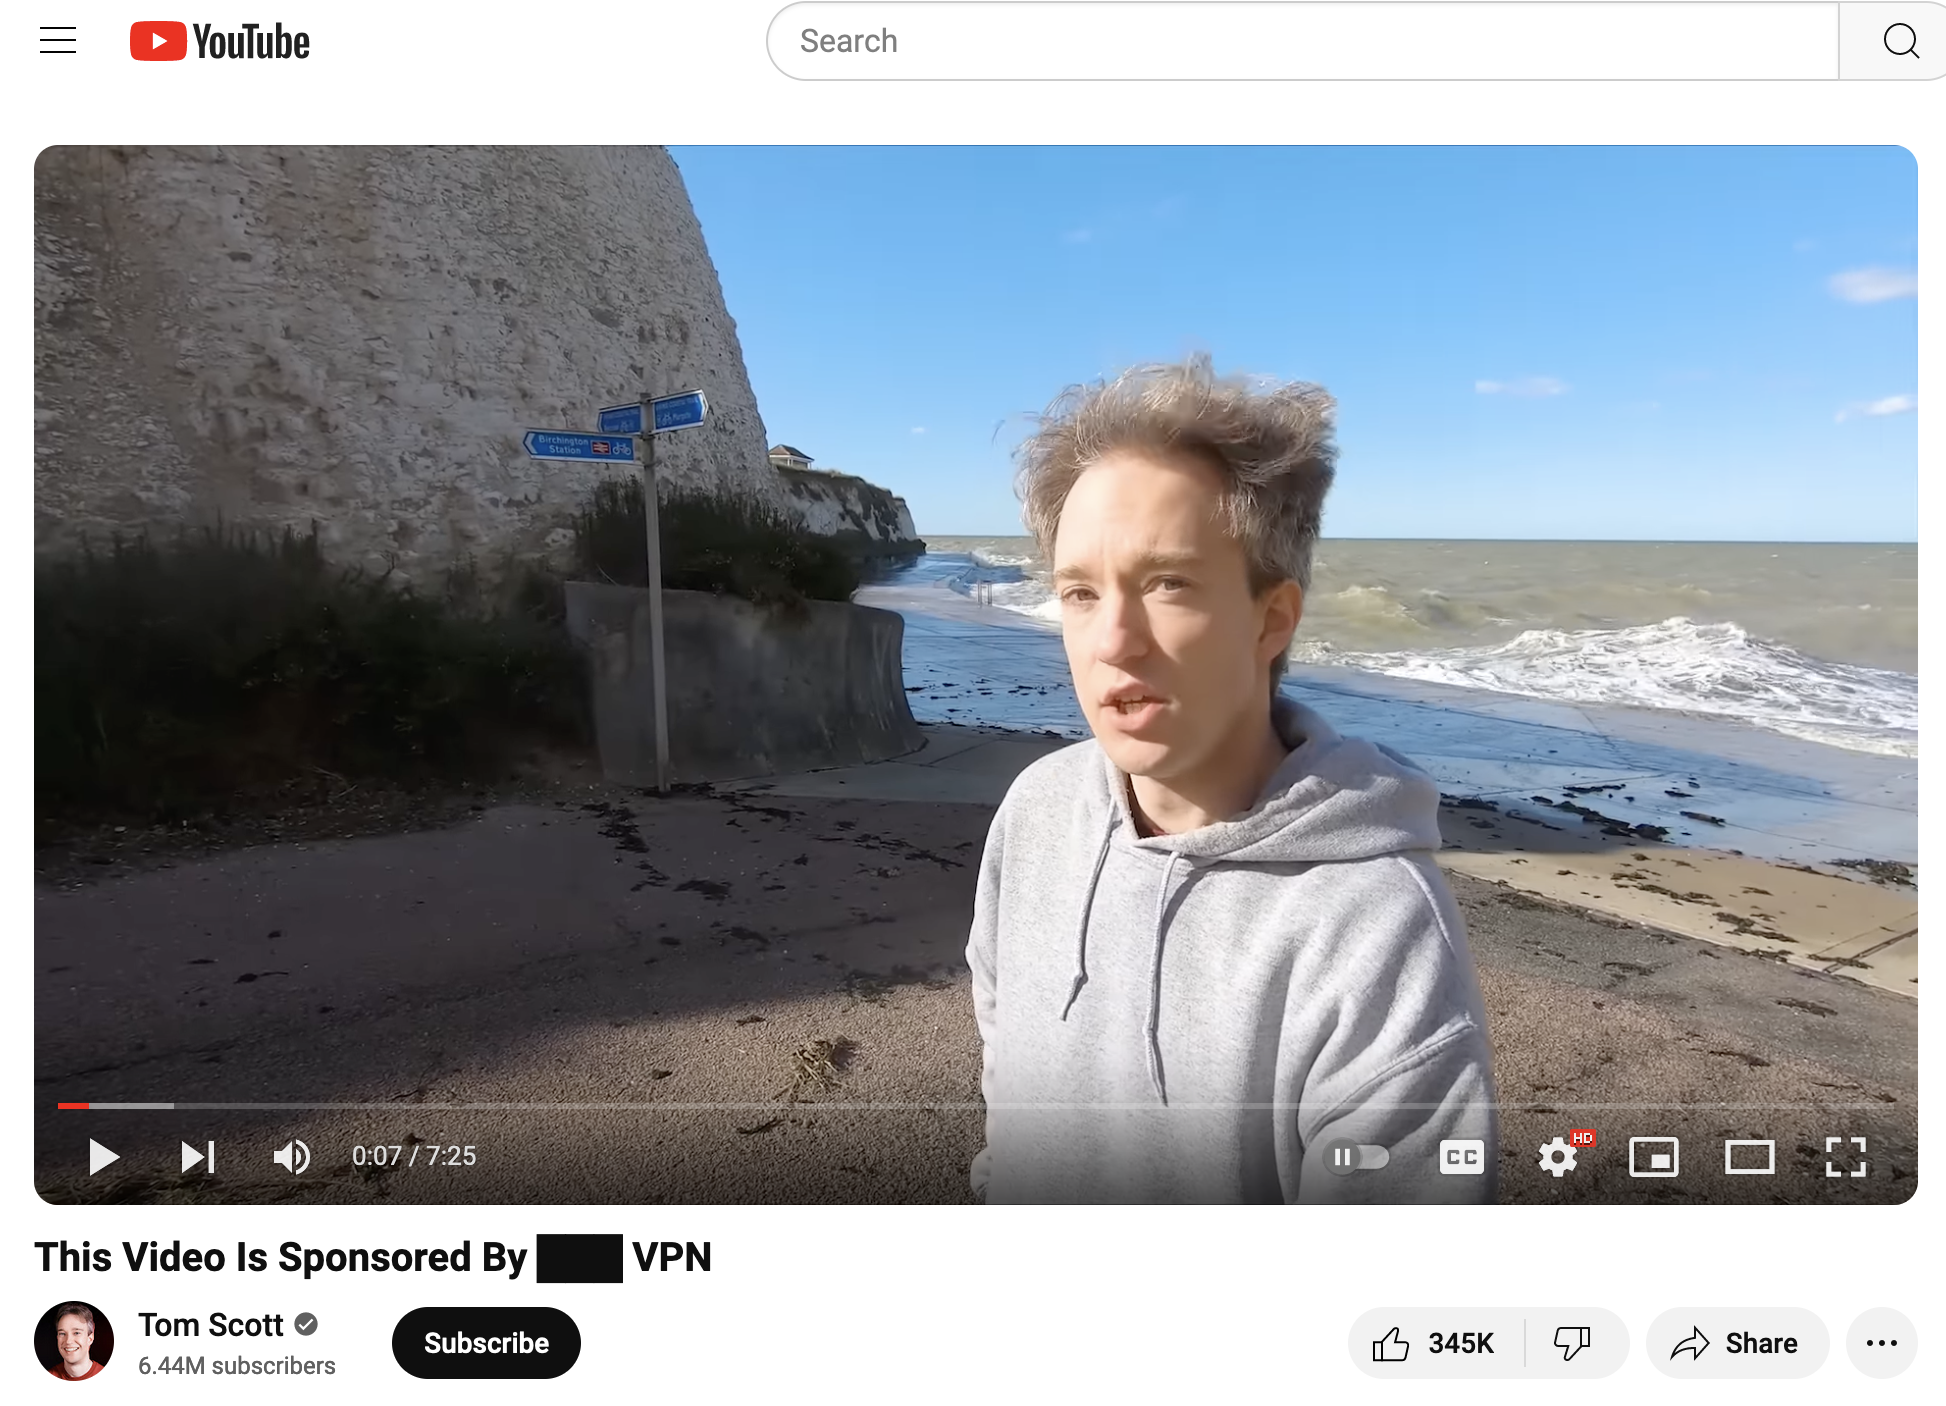 YouTube
Search
Birchington
Station
0:07 / 7:25
CC
HD
This Video Is Sponsored By ███ VPN
Tom Scott
6.44M subscribers
Subscribe
345K
Share